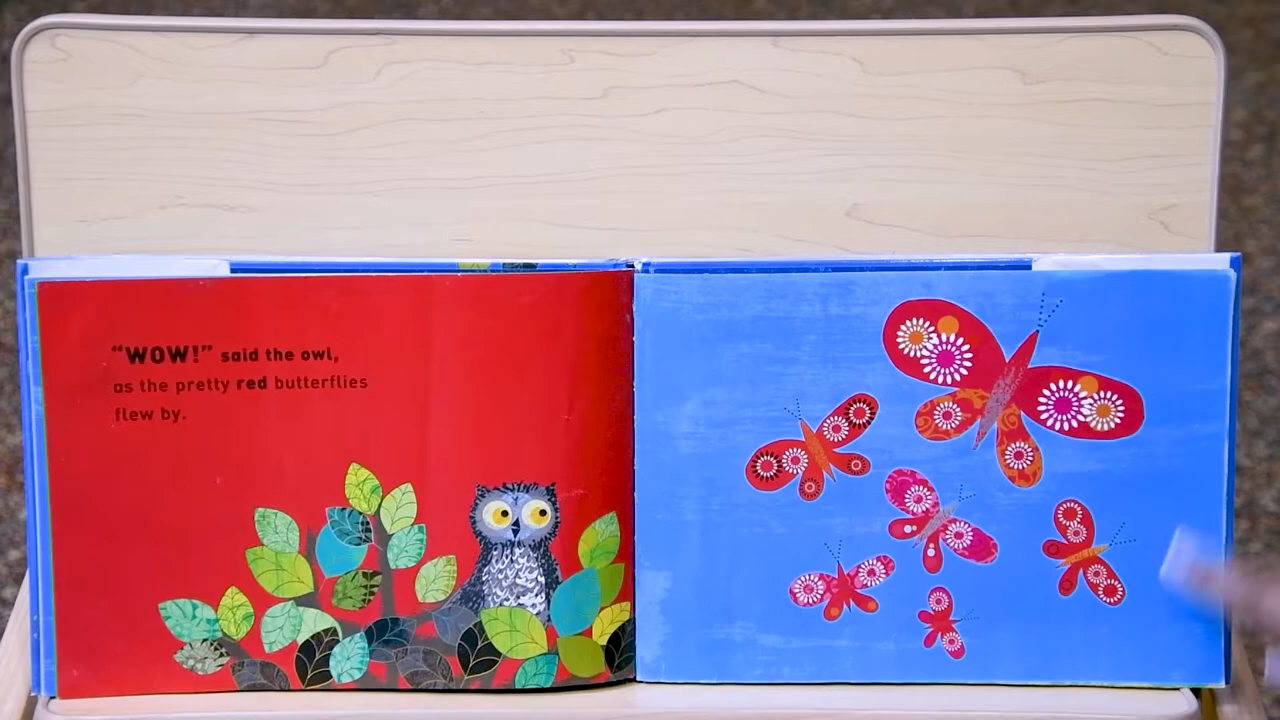 “WOW!” said the owl,
as the pretty red butterflies
flew by.